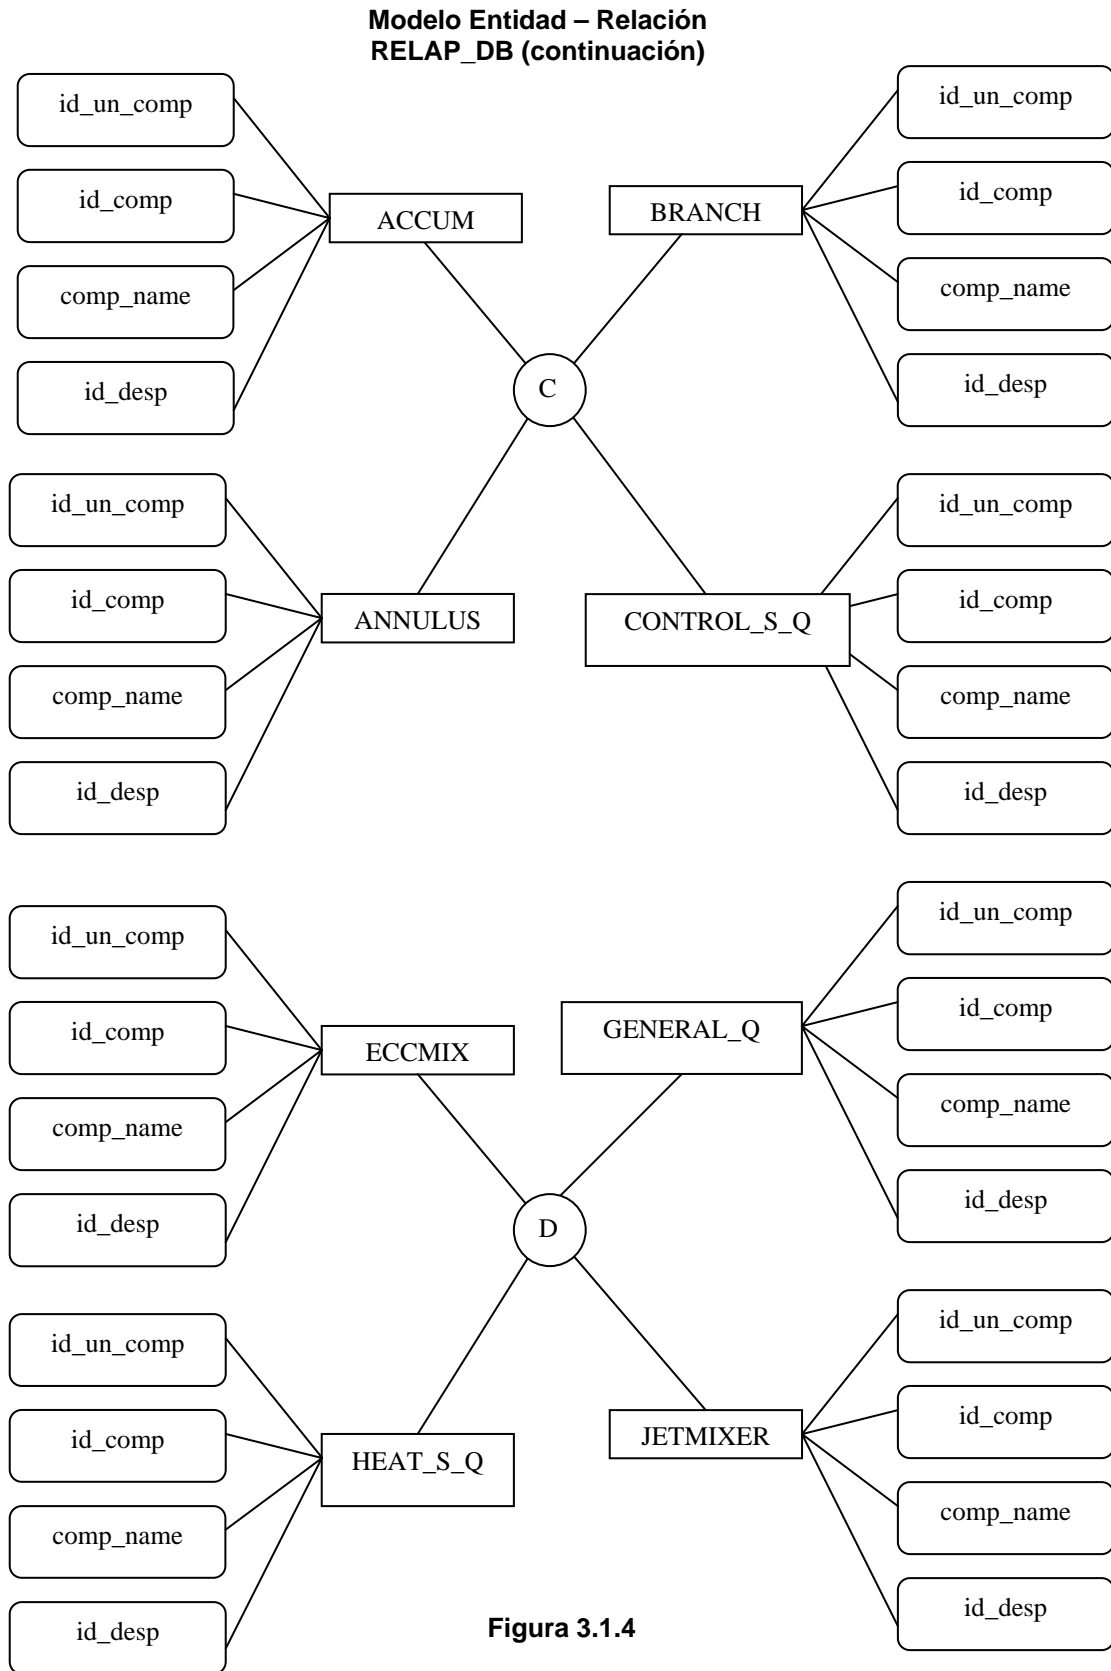 Modelo Entidad – Relación
RELAP_DB (continuación)
id_un_comp
id_comp
comp_name
id_desp
ACCUM
BRANCH
id_un_comp
id_comp
comp_name
id_desp
C
id_un_comp
id_comp
comp_name
id_desp
ANNULUS
CONTROL_S_Q
id_un_comp
id_comp
comp_name
id_desp
id_un_comp
id_comp
comp_name
id_desp
ECCMIX
GENERAL_Q
id_un_comp
id_comp
comp_name
id_desp
D
id_un_comp
id_comp
comp_name
id_desp
HEAT_S_Q
JETMIXER
id_un_comp
id_comp
comp_name
id_desp
Figura 3.1.4